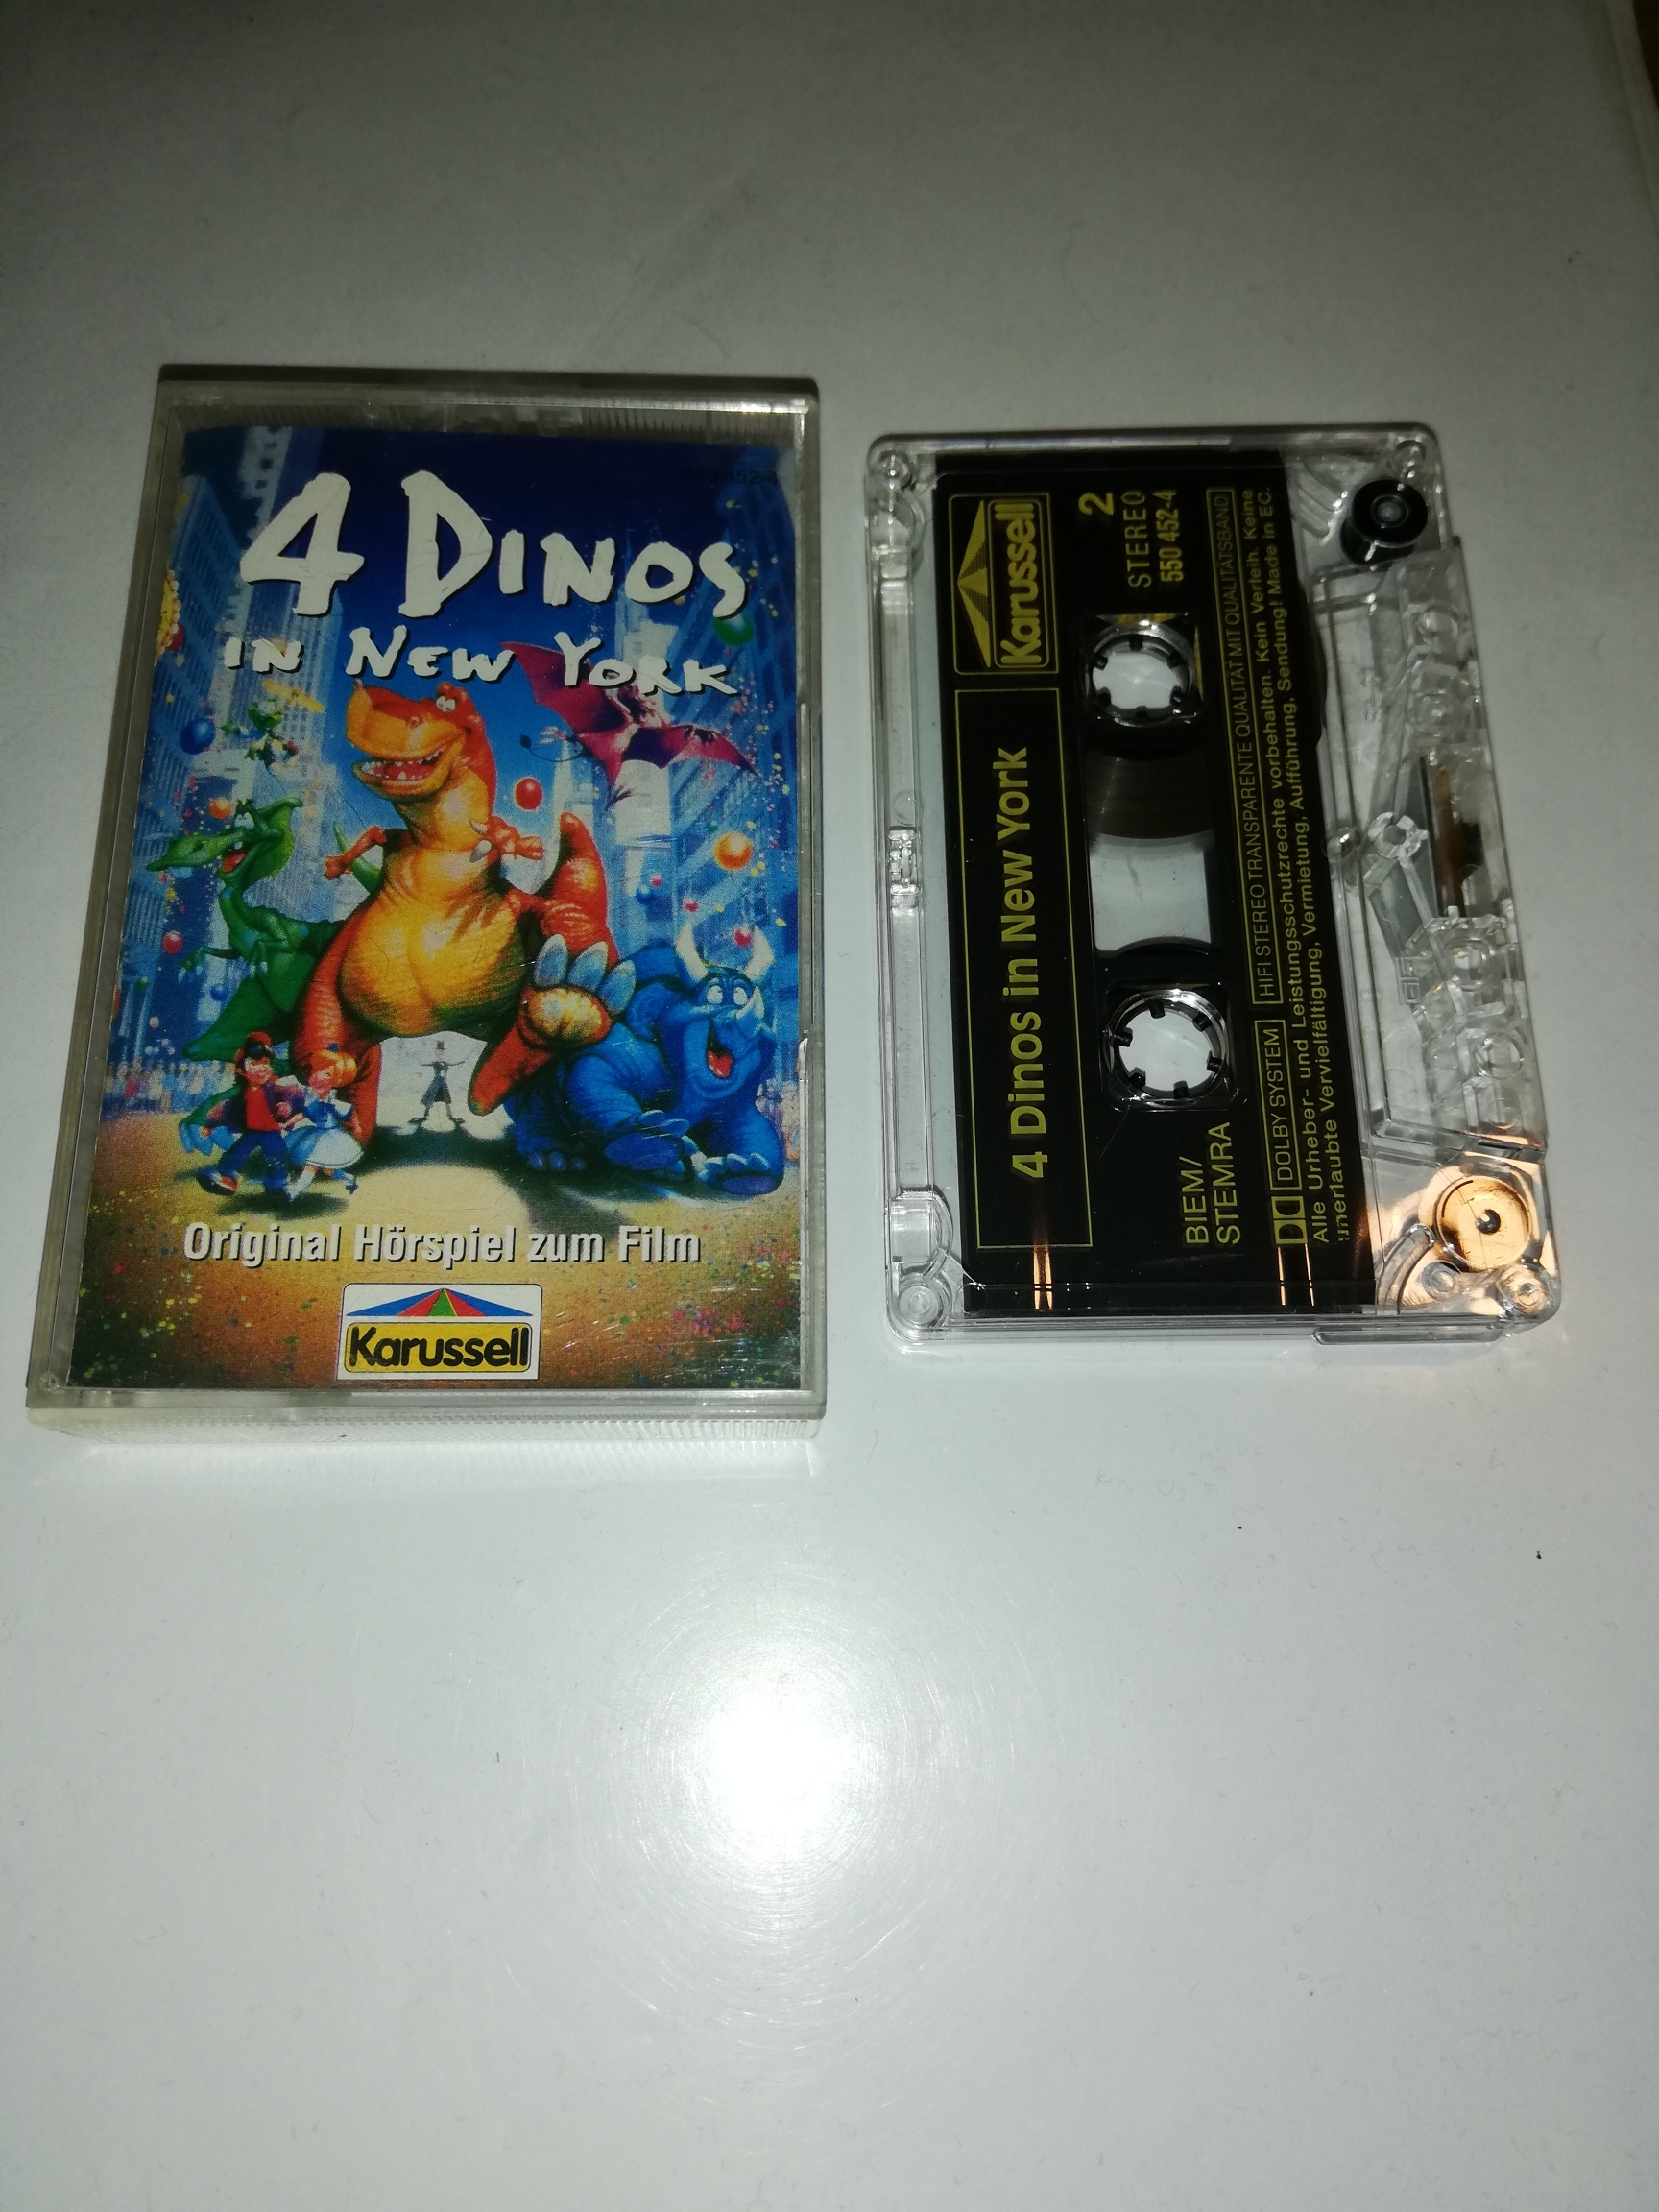 4 DINOS
IN NEW YORK
Original Hörspiel zum Film
Karussell
Karussell
2
STEREO
550 452-4
4 Dinos in New York
BIEM/
STEMRA
DOLBY SYSTEM HIFI STEREO TRANSPARENTE QUALITÄT MIT QUALITÄTSBAND
Alle Urheber- und Leistungsschutzrechte vorbehalten. Kein Verleih. Keine
unerlaubte Vervielfältigung, Vermietung, Aufführung, Sendung! Made in EC.